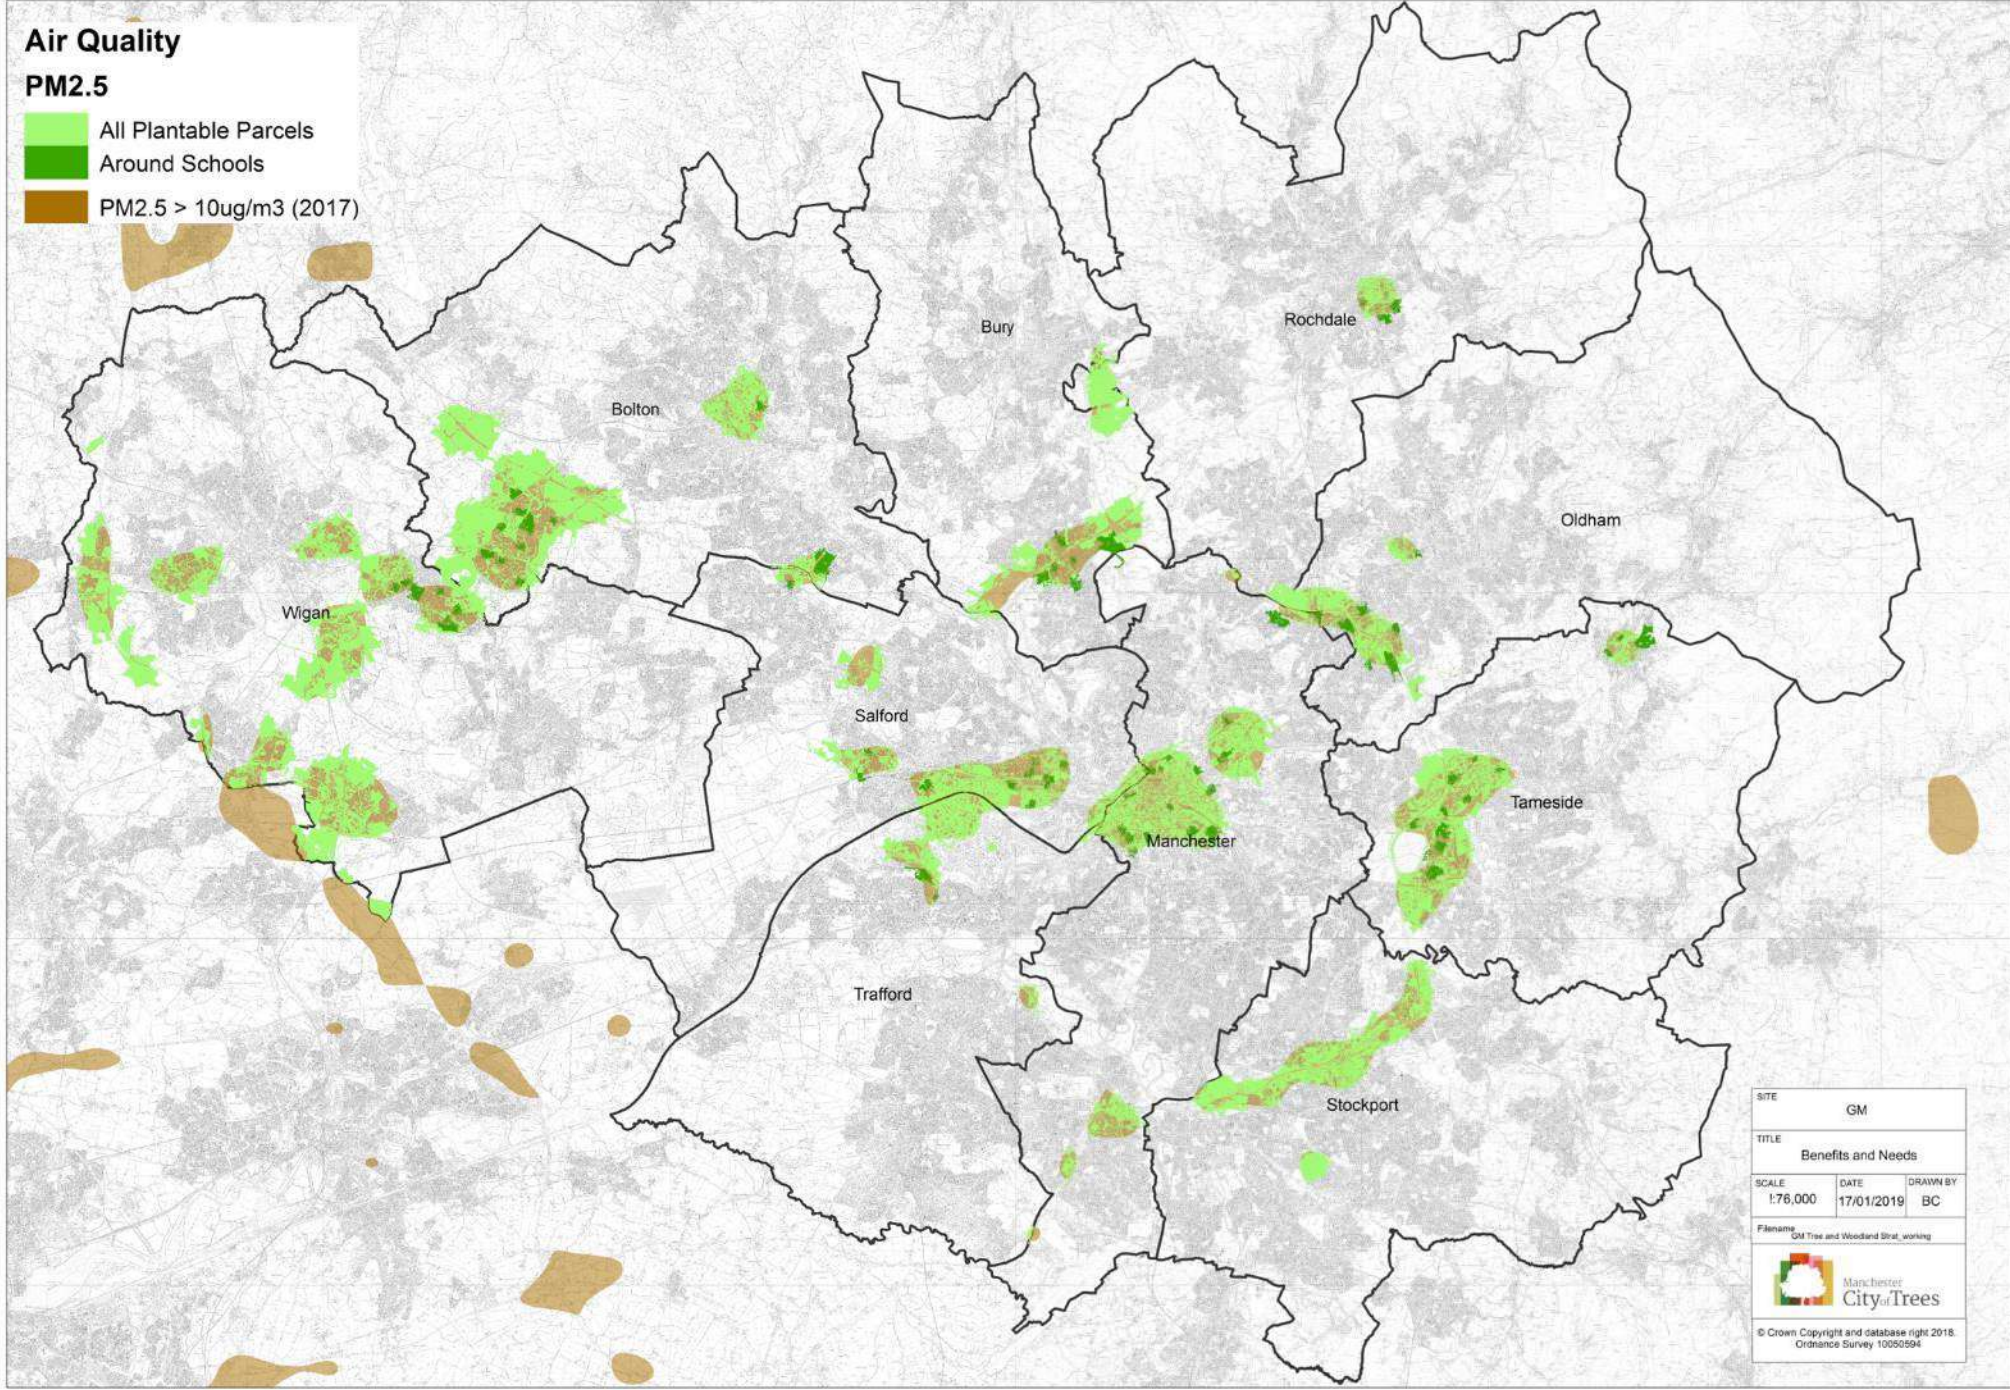 Air Quality
PM2.5
All Plantable Parcels
Around Schools
PM2.5 > 10ug/m3 (2017)
Bury
Rochdale
Bolton
Oldham
Wigan
Salford
Tameside
Manchester
Trafford
Stockport
SITE
GM
TITLE
Benefits and Needs
SCALE
!:76,000
DATE
17/01/2019
DRAWN BY
BC
Filename
GM Tree and Woodland Strat_working
Manchester
City of Trees
© Crown Copyright and database right 2018.
Ordnance Survey 10050594